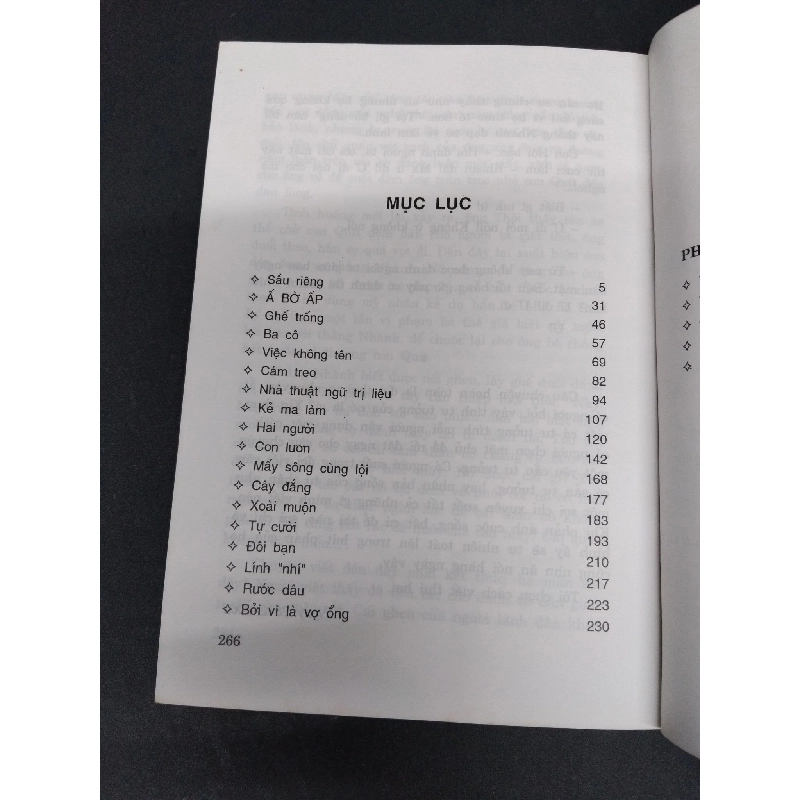 MỤC LỤC
✧ Sầu riêng 5
✧ Ấ BỜ ẤP 31
✧ Ghế trống 46
✧ Ba cô 57
✧ Việc không tên 69
✧ Cám treo 82
✧ Nhà thuật ngữ trị liệu 94
✧ Kẻ ma làm 107
✧ Hai người 120
✧ Con lươn 142
✧ Mấy sông cũng lội 168
✧ Cây đắng 177
✧ Xoài muộn 183
✧ Tự cười 193
✧ Đôi bạn 210
✧ Lính "nhí" 217
✧ Rước dâu 223
✧ Bởi vì là vợ ổng 230
266
PH